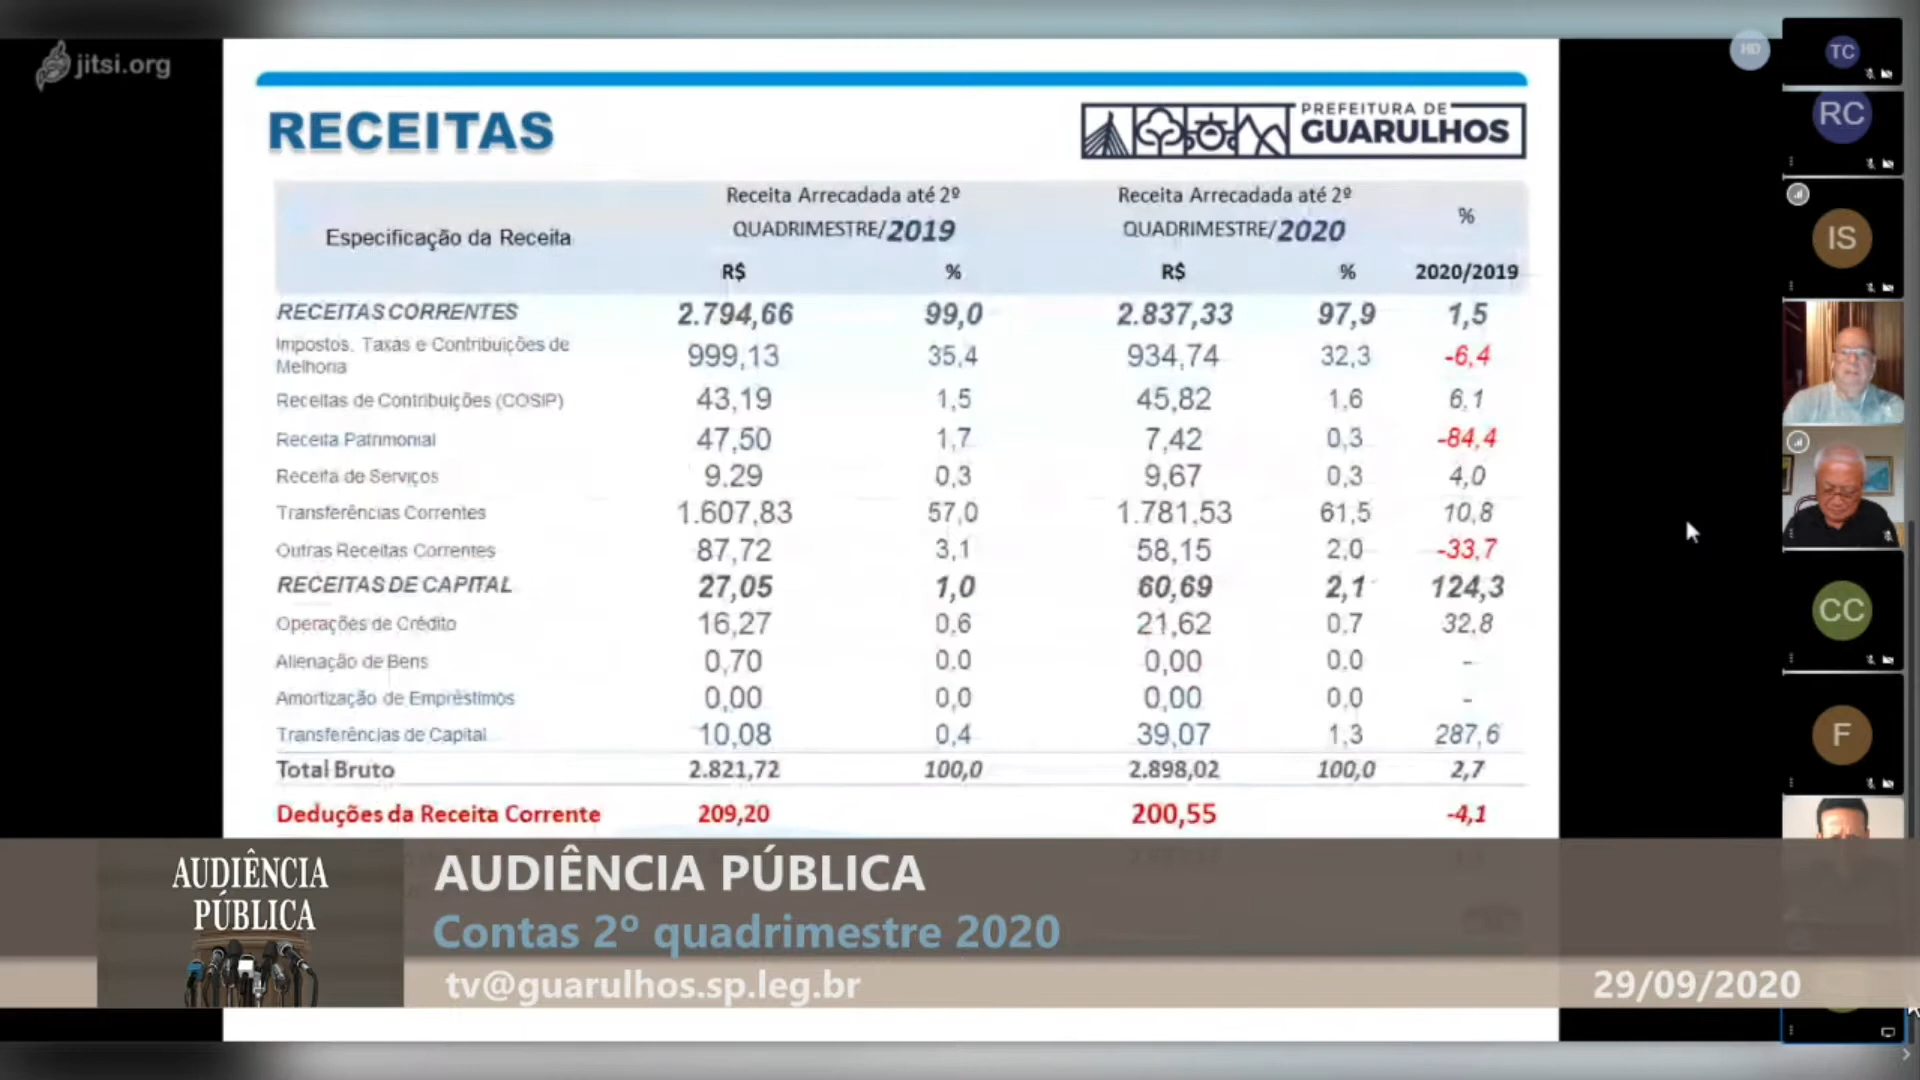 jitsi.org
HD
TC
RC
IS
CC
F
RECEITAS
PREFEITURA DE
GUARULHOS
Especificação da Receita
Receita Arrecadada até 2º
QUADRIMESTRE/2019
Receita Arrecadada até 2º
QUADRIMESTRE/2020
%
R$ % R$ % 2020/2019
RECEITAS CORRENTES 2.794,66 99,0 2.837,33 97,9 1,5
Impostos, Taxas e Contribuições de
Melhoria 999,13 35,4 934,74 32,3 -6,4
Receitas de Contribuições (COSIP) 43,19 1,5 45,82 1,6 6,1
Receita Patrimonial 47,50 1,7 7,42 0,3 -84,4
Receita de Serviços 9.29 0,3 9,67 0,3 4,0
Transferências Correntes 1.607,83 57,0 1.781,53 61,5 10,8
Outras Receitas Correntes 87,72 3,1 58,15 2,0 -33,7
RECEITAS DE CAPITAL 27,05 1,0 60,69 2,1 124,3
Operações de Crédito 16,27 0,6 21,62 0,7 32,8
Alienação de Bens 0,70 0,0 0,00 0,0 -
Amortização de Empréstimos 0,00 0,0 0,00 0,0 -
Transferências de Capital 10,08 0,4 39,07 1,3 287,6
Total Bruto 2.821,72 100,0 2.898,02 100,0 2,7
Deduções da Receita Corrente 209,20 200,55 -4,1
AUDIÊNCIA
PÚBLICA
AUDIÊNCIA PÚBLICA
Contas 2º quadrimestre 2020
tv@guarulhos.sp.leg.br
29/09/2020